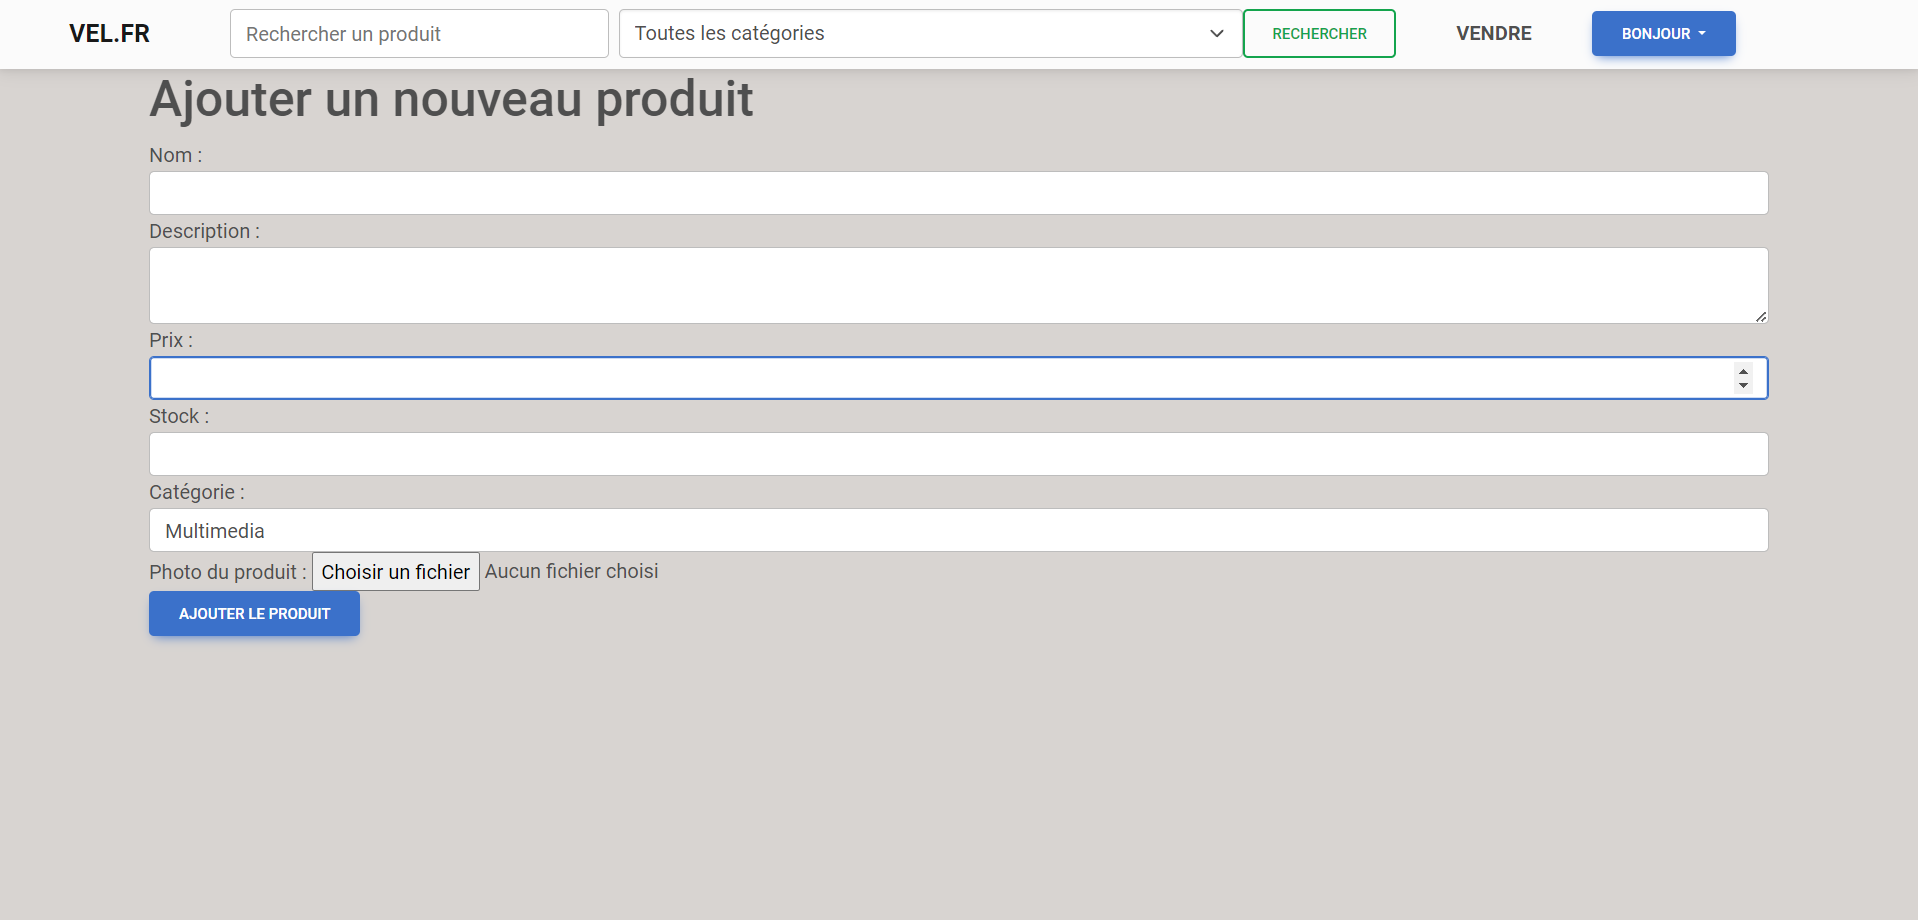 VEL.FR Rechercher un produit Toutes les catégories RECHERCHER VENDRE BONJOUR
Ajouter un nouveau produit
Nom :
Description :
Prix :
Stock :
Catégorie :
Multimedia
Photo du produit : Choisir un fichier Aucun fichier choisi
AJOUTER LE PRODUIT